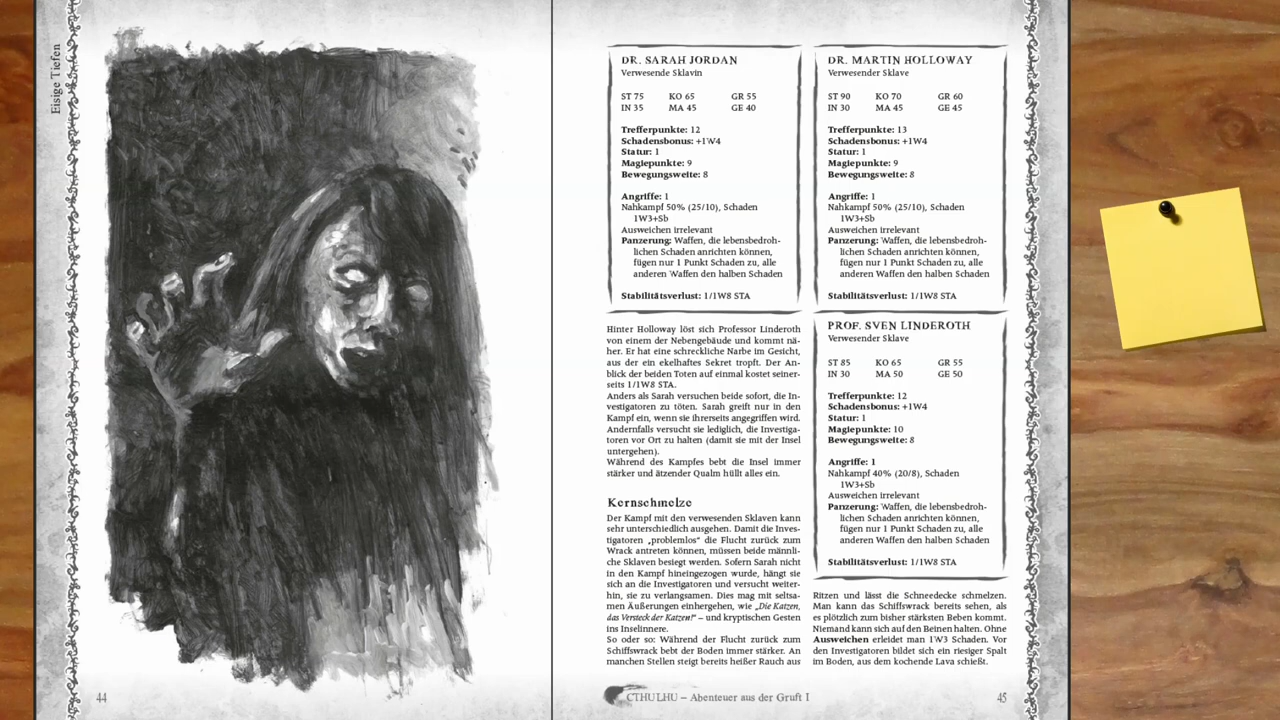 Eisige Tiefen
44
DR. SARAH JORDAN
Verwesende Sklavin
ST 75 KO 65 GR 55
IN 35 MA 45 GE 40
Trefferpunkte: 12
Schadensbonus: +1W4
Statur: 1
Magiepunkte: 9
Bewegungsweite: 8
Angriffe: 1
Nahkampf 50% (25/10), Schaden
1W3+Sb
Ausweichen irrelevant
Panzerung: Waffen, die lebensbedroh-
lichen Schaden anrichten können,
fügen nur 1 Punkt Schaden zu, alle
anderen Waffen den halben Schaden
Stabilitätsverlust: 1/1W8 STA
Hinter Holloway löst sich Professor Linderoth
von einem der Nebengebäude und kommt nä-
her. Er hat eine schreckliche Narbe im Gesicht,
aus der ein ekelhaftes Sekret tropft. Der An-
blick der beiden Toten auf einmal kostet seiner-
seits 1/1W8 STA.
Anders als Sarah versuchen beide sofort, die In-
vestigatoren zu töten. Sarah greift nur in den
Kampf ein, wenn sie ihrerseits angegriffen wird.
Andernfalls versucht sie lediglich, die Investiga-
toren vor Ort zu halten (damit sie mit der Insel
untergehen).
Während des Kampfes bebt die Insel immer
stärker und ätzender Qualm hüllt alles ein.
Kernschmelze
Der Kampf mit den verwesenden Sklaven kann
sehr unterschiedlich ausgehen. Damit die Inves-
tigatoren „problemlos“ die Flucht zurück zum
Wrack antreten können, müssen beide männli-
che Sklaven besiegt werden. Sofern Sarah nicht
in den Kampf hineingezogen wurde, hängt sie
sich an die Investigatoren und versucht weiter-
hin, sie zu verlangsamen. Dies mag mit seltsa-
men Äußerungen einhergehen, wie „Die Katzen,
das Versteck der Katzen!“ – und kryptischen Gesten
ins Inselinnere.
So oder so: Während der Flucht zurück zum
Schiffswrack bebt der Boden immer stärker. An
manchen Stellen steigt bereits heißer Rauch aus
DR. MARTIN HOLLOWAY
Verwesender Sklave
ST 90 KO 70 GR 60
IN 30 MA 45 GE 45
Trefferpunkte: 13
Schadensbonus: +1W4
Statur: 1
Magiepunkte: 9
Bewegungsweite: 8
Angriffe: 1
Nahkampf 50% (25/10), Schaden
1W3+Sb
Ausweichen irrelevant
Panzerung: Waffen, die lebensbedroh-
lichen Schaden anrichten können,
fügen nur 1 Punkt Schaden zu, alle
anderen Waffen den halben Schaden
Stabilitätsverlust: 1/1W8 STA
PROF. SVEN LINDEROTH
Verwesender Sklave
ST 85 KO 65 GR 55
IN 30 MA 50 GE 50
Trefferpunkte: 12
Schadensbonus: +1W4
Statur: 1
Magiepunkte: 10
Bewegungsweite: 8
Angriffe: 1
Nahkampf 40% (20/8), Schaden
1W3+Sb
Ausweichen irrelevant
Panzerung: Waffen, die lebensbedroh-
lichen Schaden anrichten können,
fügen nur 1 Punkt Schaden zu, alle
anderen Waffen den halben Schaden
Stabilitätsverlust: 1/1W8 STA
Ritzen und lässt die Schneedecke schmelzen.
Man kann das Schiffswrack bereits sehen, als
es plötzlich zum bisher stärksten Beben kommt.
Niemand kann sich auf den Beinen halten. Ohne
Ausweichen erleidet man 1W3 Schaden. Vor
den Investigatoren bildet sich ein riesiger Spalt
im Boden, aus dem kochende Lava schießt.
CTHULHU – Abenteuer aus der Gruft I
45